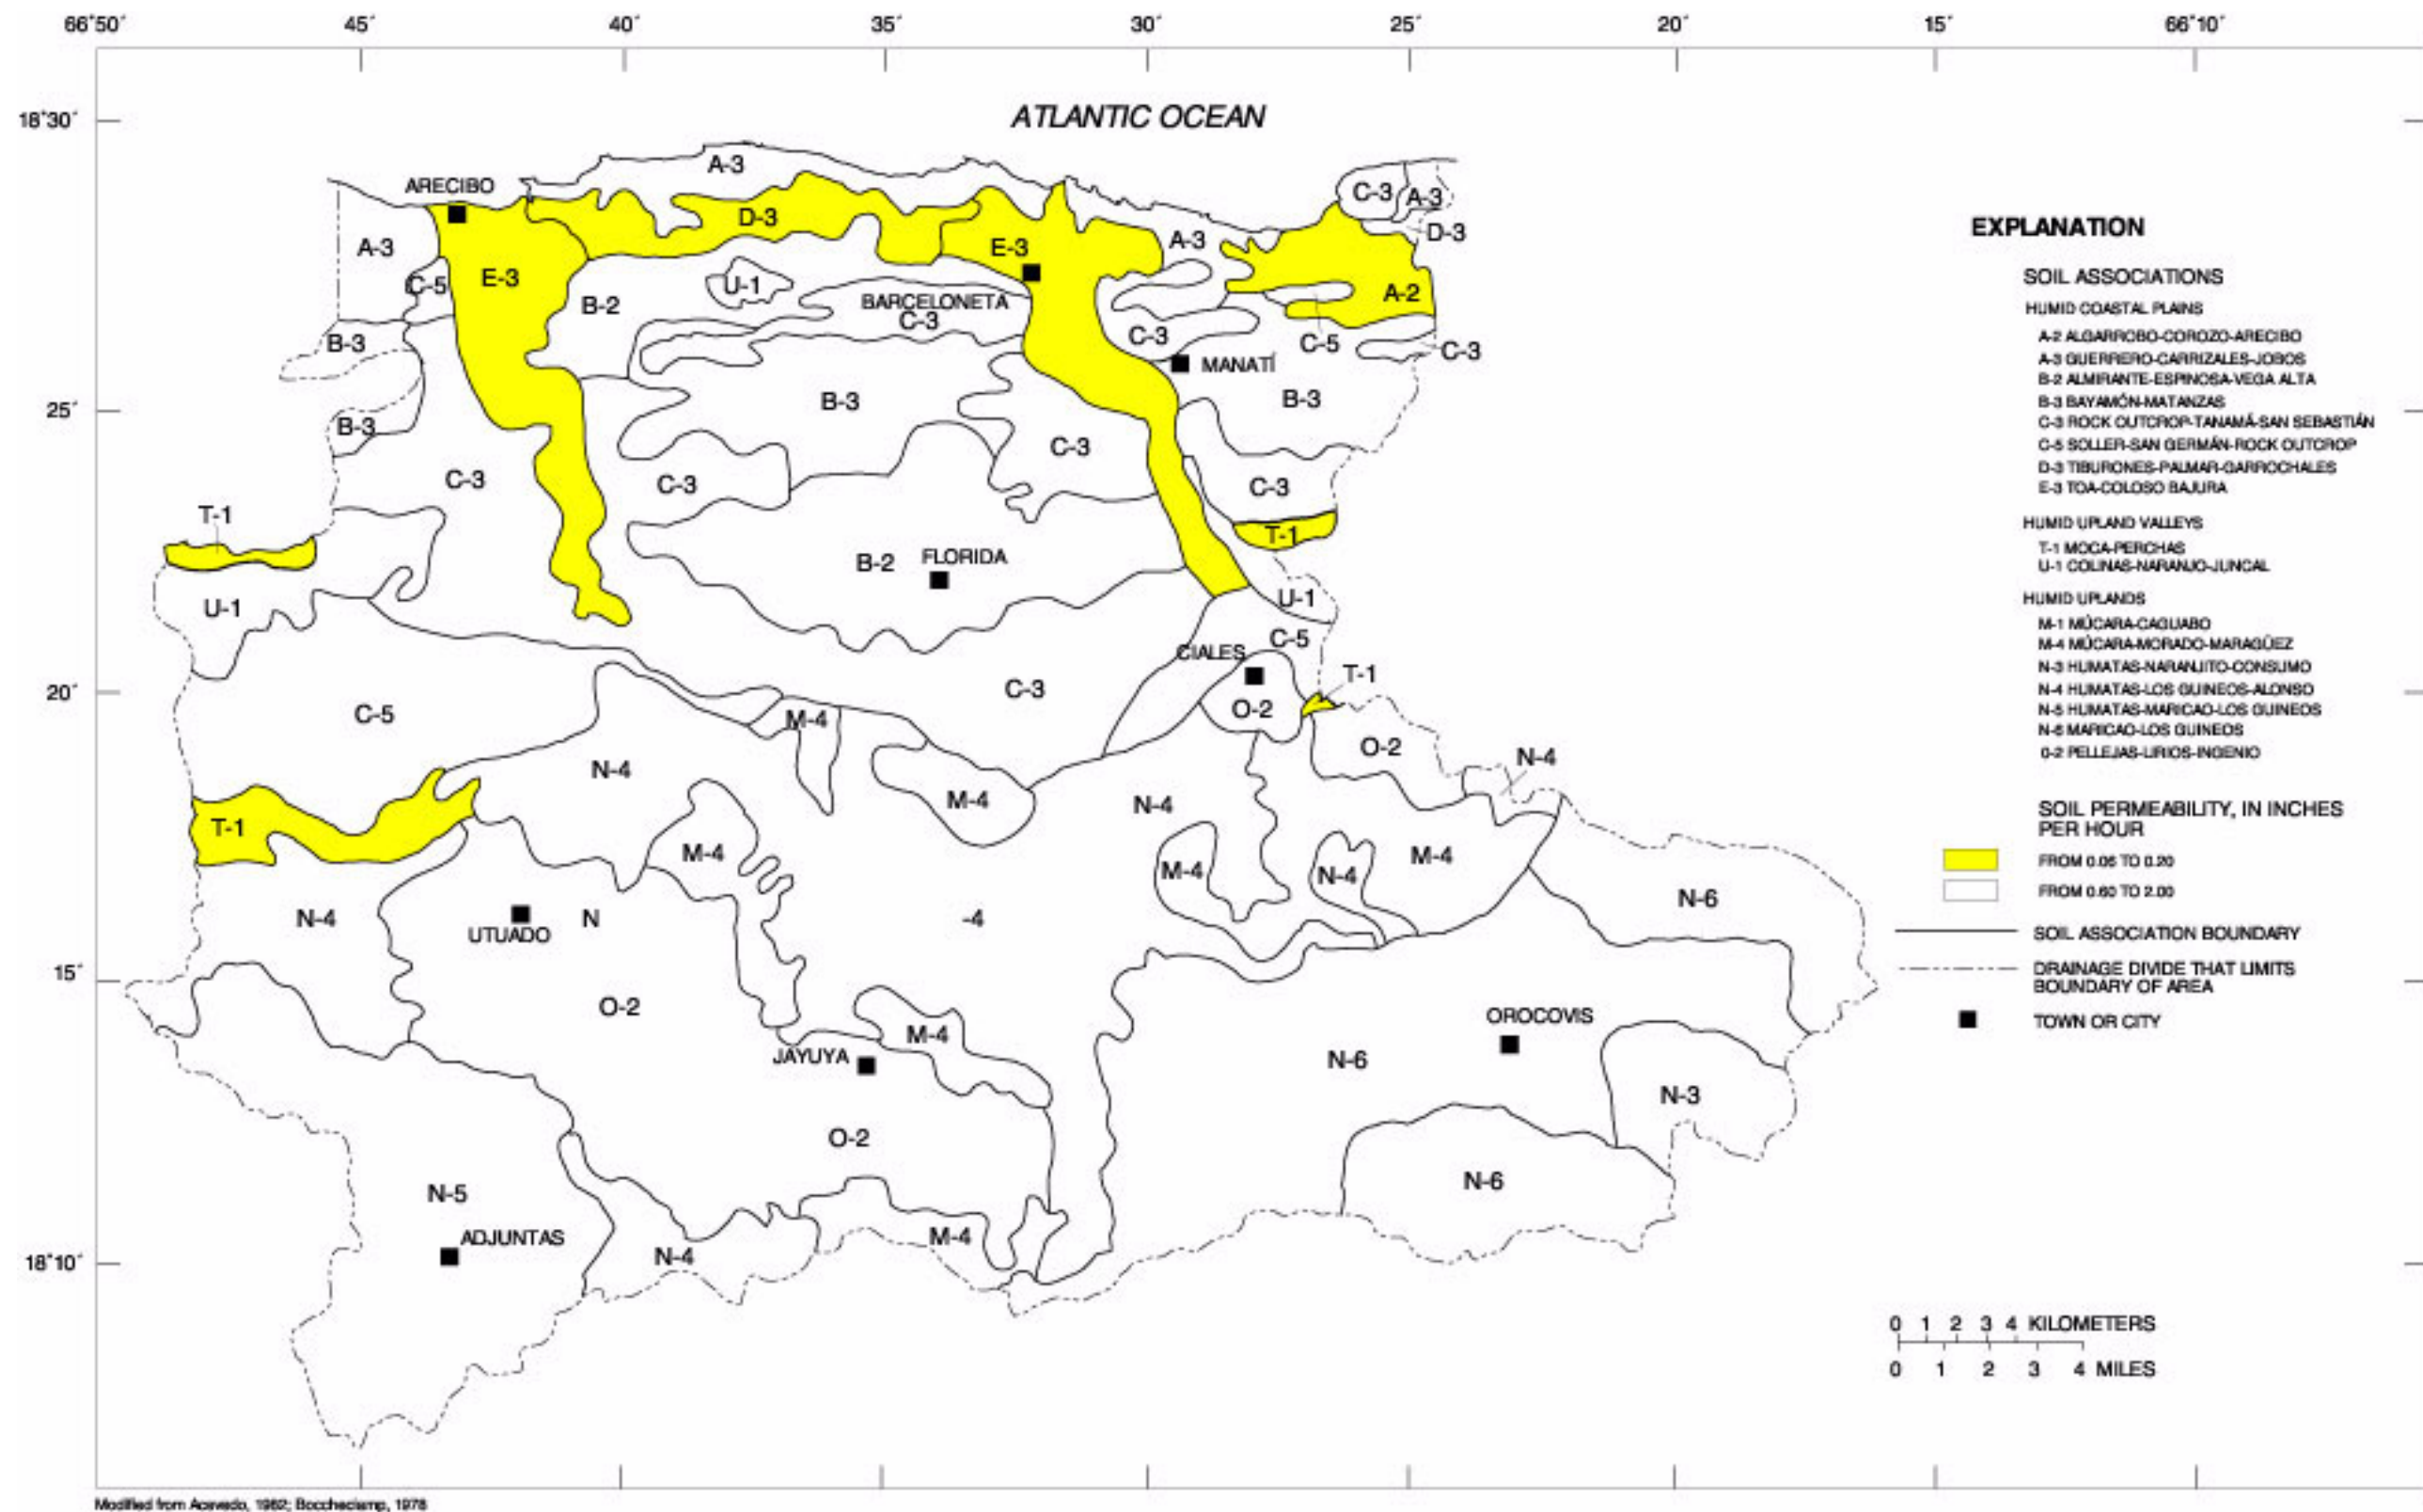 66°50′ 45′ 40′ 35′ 30′ 25′ 20′ 15′ 66°10′
ATLANTIC OCEAN
18°30′
A-3
ARECIBO
C-3
A-3
D-3
D-3
A-3
E-3
A-3
E-3
C-5
U-1
A-2
B-2
BARCELONETA
C-3
C-3
C-5
C-3
B-3
MANATÍ
B-3
B-3
25′
B-3
C-3
C-3
C-3
C-3
T-1
T-1
B-2
FLORIDA
U-1
U-1
C-5
CIALES
T-1
20′
C-3
O-2
C-5
M-4
O-2
N-4
N-4
M-4
N-4
T-1
M-4
M-4
M-4
N-4
N-6
N-4
UTUADO
N
-4
15′
O-2
M-4
OROCOVIS
JAYUYA
N-6
N-3
O-2
N-6
N-5
ADJUNTAS
M-4
N-4
18°10′
EXPLANATION
SOIL ASSOCIATIONS
HUMID COASTAL PLAINS
A-2 ALGARROBO-COROZO-ARECIBO
A-3 GUERRERO-CARRIZALES-JOBOS
B-2 ALMIRANTE-ESPINOSA-VEGA ALTA
B-3 BAYAMÓN-MATANZAS
C-3 ROCK OUTCROP-TANAMÁ-SAN SEBASTIÁN
C-5 SOLLER-SAN GERMÁN-ROCK OUTCROP
D-3 TIBURONES-PALMAR-GARROCHALES
E-3 TOA-COLOSO BAJURA
HUMID UPLAND VALLEYS
T-1 MOCA-PERCHAS
U-1 COLINAS-NARANJO-JUNCAL
HUMID UPLANDS
M-1 MÚCARA-CAGUABO
M-4 MÚCARA-MORADO-MARAGÜEZ
N-3 HUMATAS-NARANJITO-CONSUMO
N-4 HUMATAS-LOS GUINEOS-ALONSO
N-5 HUMATAS-MARICAO-LOS GUINEOS
N-6 MARICAO-LOS GUINEOS
O-2 PELLEJAS-LIRIOS-INGENIO
SOIL PERMEABILITY, IN INCHES
PER HOUR
FROM 0.06 TO 0.20
FROM 0.60 TO 2.00
SOIL ASSOCIATION BOUNDARY
DRAINAGE DIVIDE THAT LIMITS
BOUNDARY OF AREA
TOWN OR CITY
0 1 2 3 4 KILOMETERS
0 1 2 3 4 MILES
Modified from Acevedo, 1982; Boccheciamp, 1978